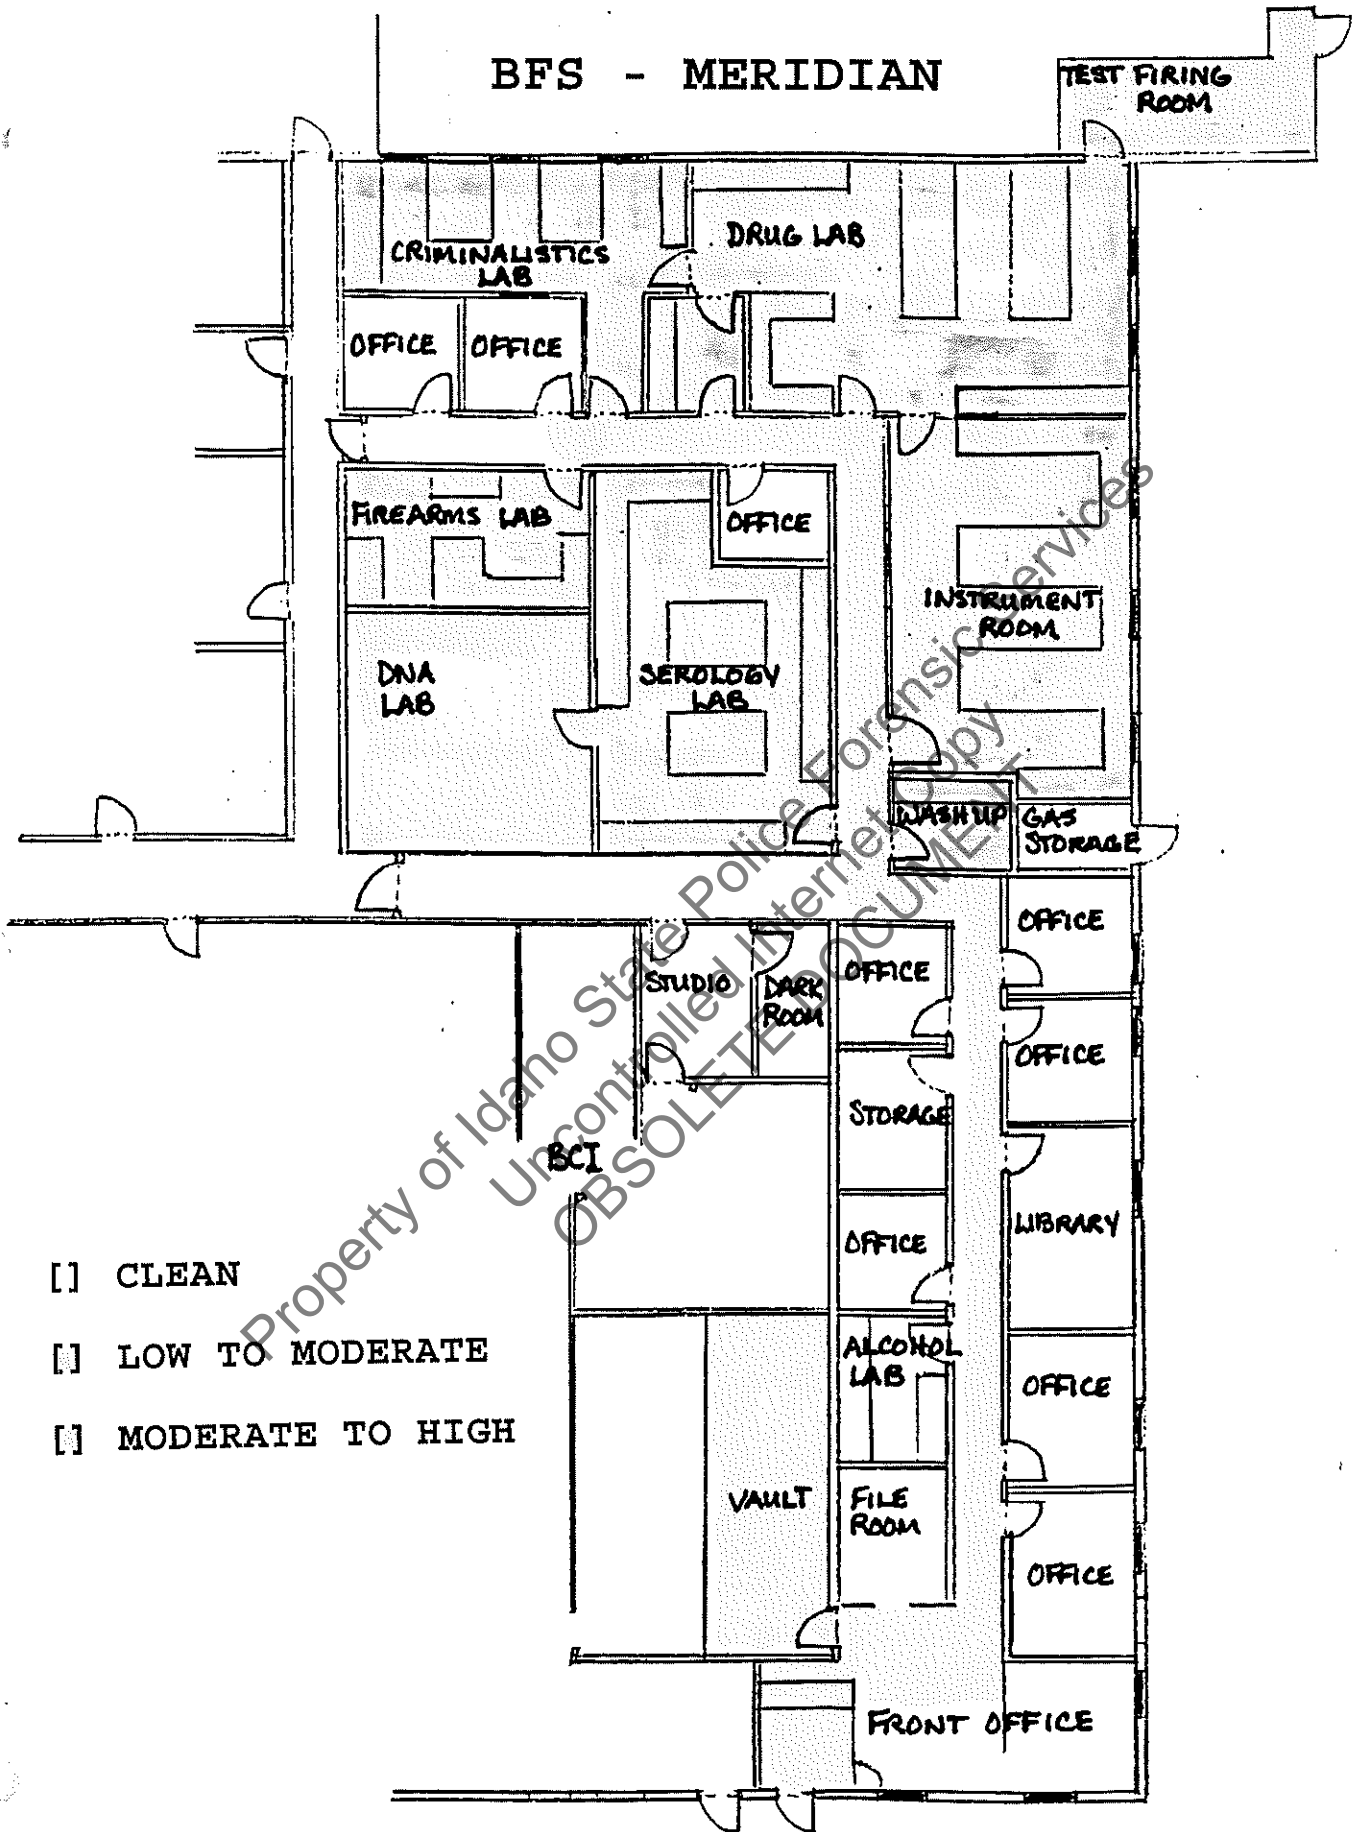 BFS - MERIDIAN
TEST FIRING
ROOM
CRIMINALISTICS
LAB
DRUG LAB
OFFICE
OFFICE
FIREARMS LAB
OFFICE
INSTRUMENT
ROOM
DNA
LAB
SEROLOGY
LAB
WASH UP
GAS
STORAGE
OFFICE
STUDIO
DARK
ROOM
OFFICE
OFFICE
STORAGE
BCI
OFFICE
LIBRARY
[] CLEAN
[] LOW TO MODERATE
[] MODERATE TO HIGH
ALCOHOL
LAB
OFFICE
VAULT
FILE
ROOM
OFFICE
FRONT OFFICE
Property of Idaho State Police Forensic Services
Uncontrolled Internet Copy
OBSOLETE DOCUMENT